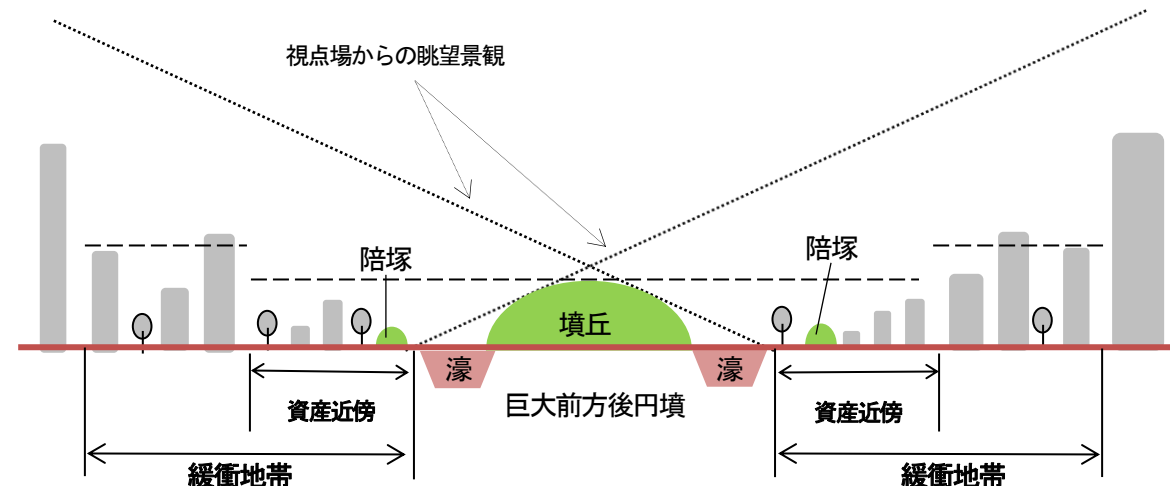 視点場からの眺望景観
陪塚
陪塚
墳丘
濠
濠
巨大前方後円墳
資産近傍
資産近傍
緩衝地帯
緩衝地帯